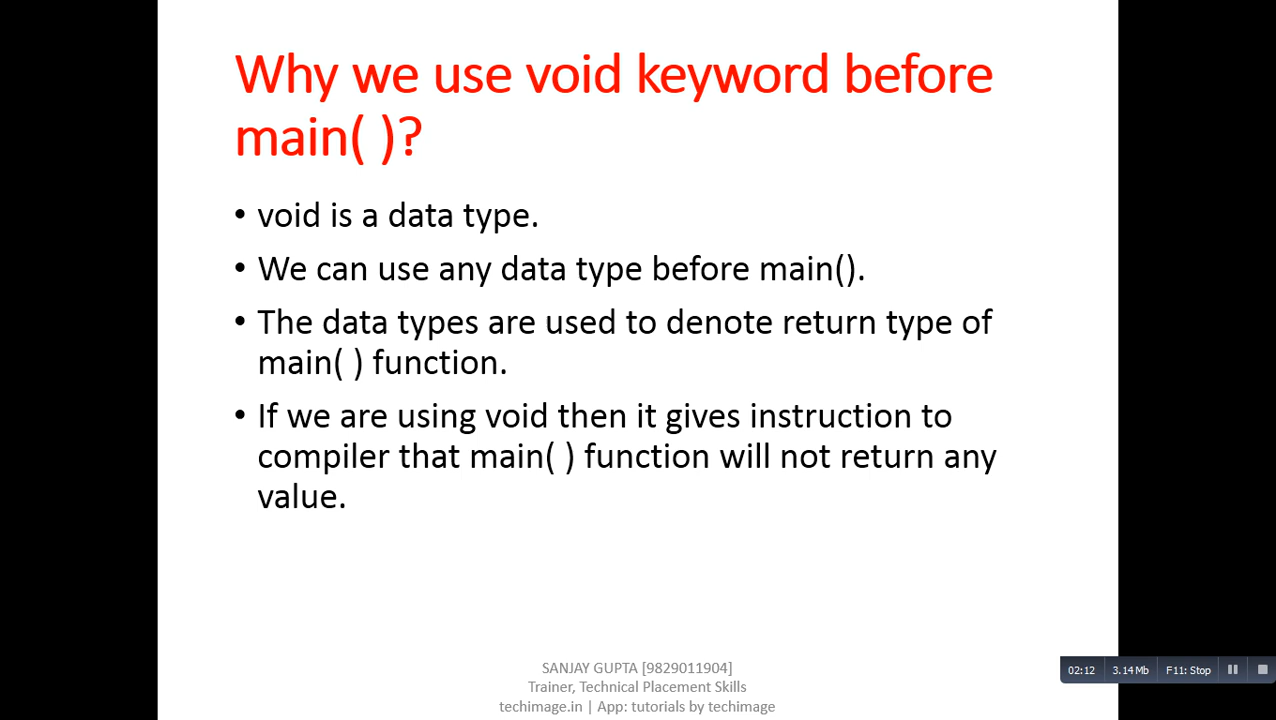 Why we use void keyword before
main( )?
• void is a data type.
• We can use any data type before main().
• The data types are used to denote return type of
main( ) function.
• If we are using void then it gives instruction to
compiler that main( ) function will not return any
value.
SANJAY GUPTA [9829011904]
Trainer, Technical Placement Skills
techimage.in | App: tutorials by techimage
02:12 3.14 Mb F11: Stop